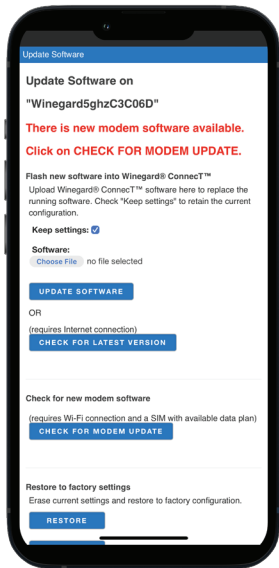 Update Software
Update Software on
"Winegard5ghzC3C06D"
There is new modem software available.
Click on CHECK FOR MODEM UPDATE.
Flash new software into Winegard® ConnecT™
Upload Winegard® ConnecT™ software here to replace the
running software. Check "Keep settings" to retain the current
configuration.
Keep settings:
Software:
Choose File no file selected
UPDATE SOFTWARE
OR
(requires Internet connection)
CHECK FOR LATEST VERSION
Check for new modem software
(requires Wi-Fi connection and a SIM with available data plan)
CHECK FOR MODEM UPDATE
Restore to factory settings
Erase current settings and restore to factory configuration.
RESTORE